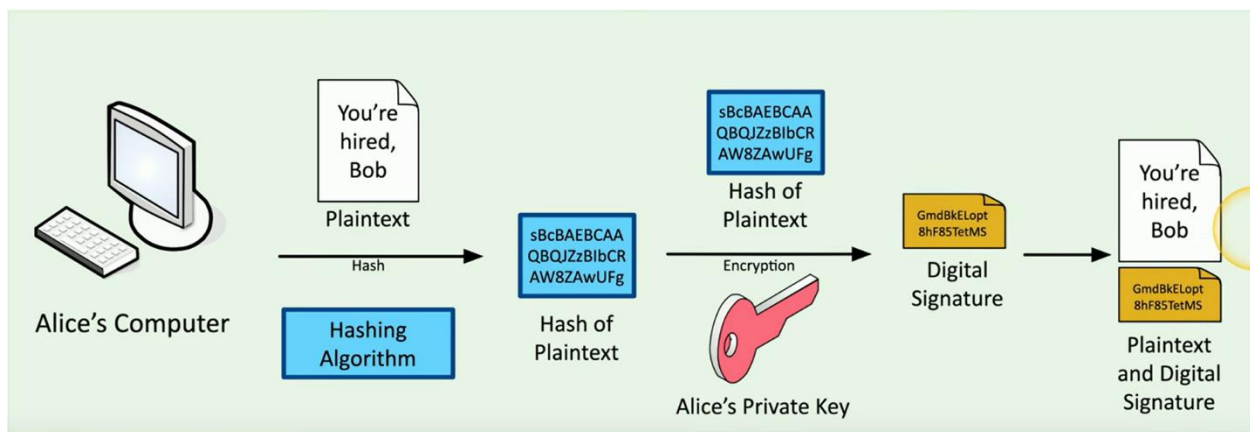 Alice's Computer
You're
hired,
Bob
Plaintext
Hash
Hashing
Algorithm
sBcBAEBCAA
QBQJZzBIbCR
AW8ZAwUFg
Hash of
Plaintext
sBcBAEBCAA
QBQJZzBIbCR
AW8ZAwUFg
Hash of
Plaintext
Encryption
Alice's Private Key
GmdBkELopt
8hF85TetMS
Digital
Signature
You're
hired,
Bob
GmdBkELopt
8hF85TetMS
Plaintext
and Digital
Signature